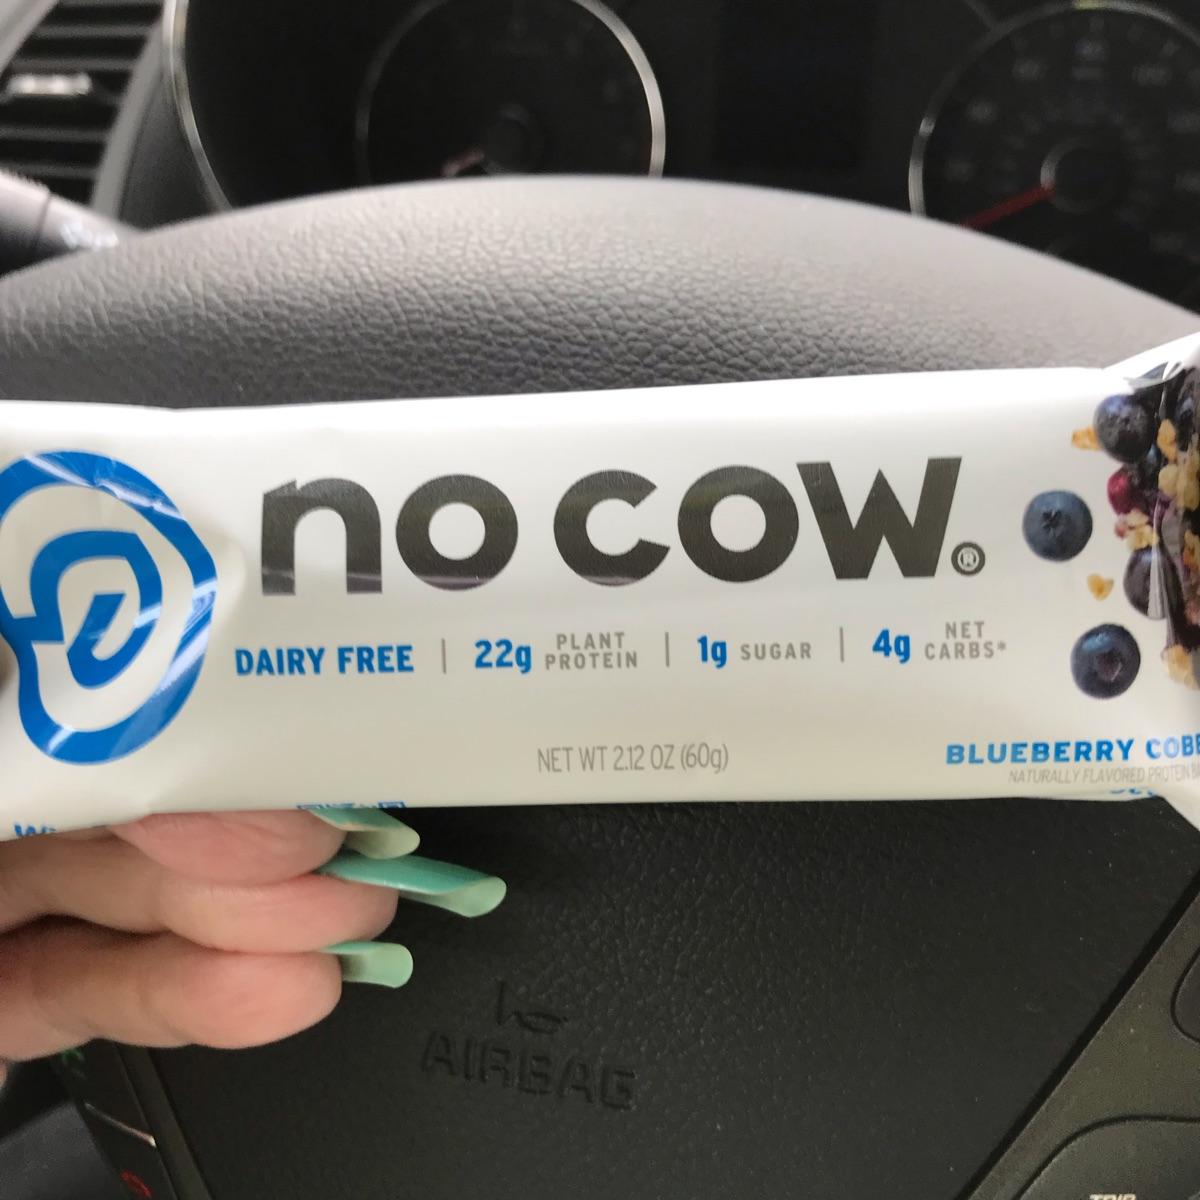 no cow.®
DAIRY FREE | 22g PLANT PROTEIN | 1g SUGAR | 4g NET CARBS*
NET WT 2.12 OZ (60g)
BLUEBERRY
NATURALLY FLAVORED PROTEIN
AIRBAG